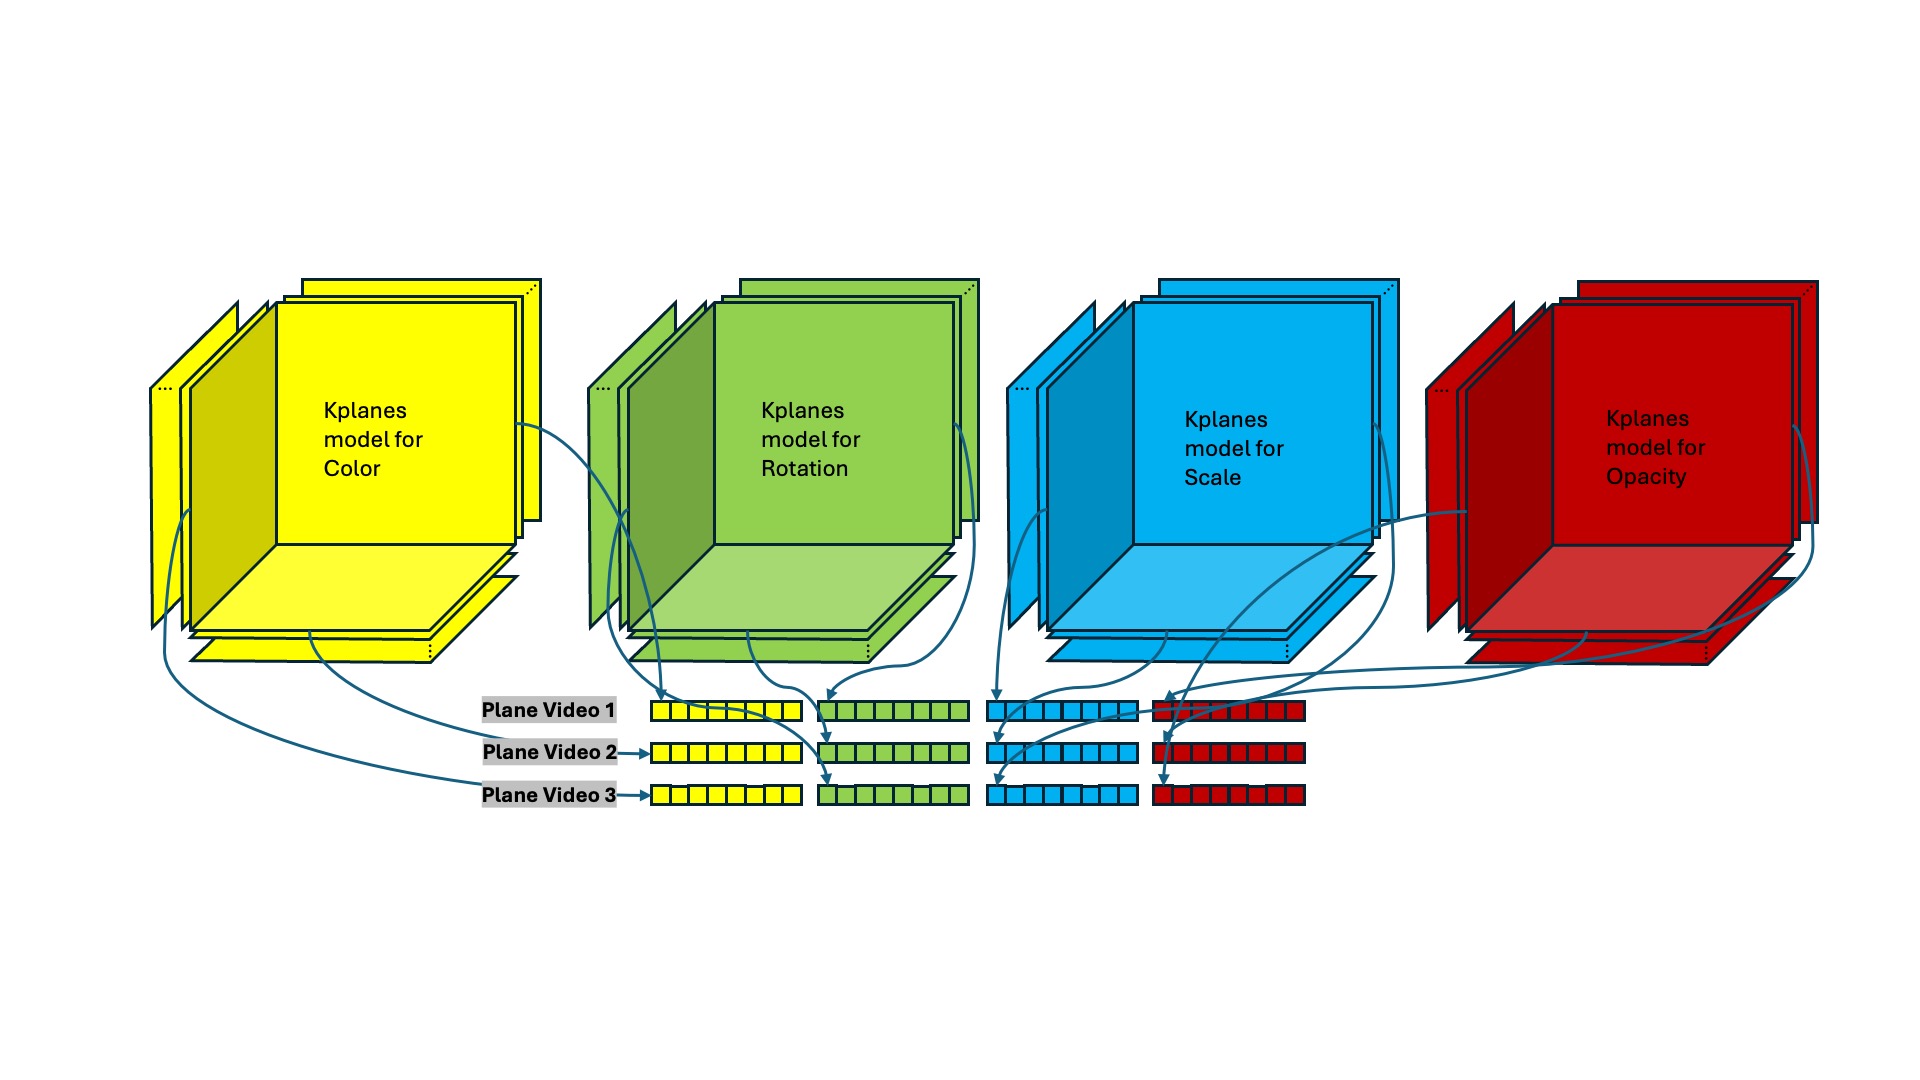 Kplanes
model for
Color
Kplanes
model for
Rotation
Kplanes
model for
Scale
Kplanes
model for
Opacity
Plane Video 1
Plane Video 2
Plane Video 3